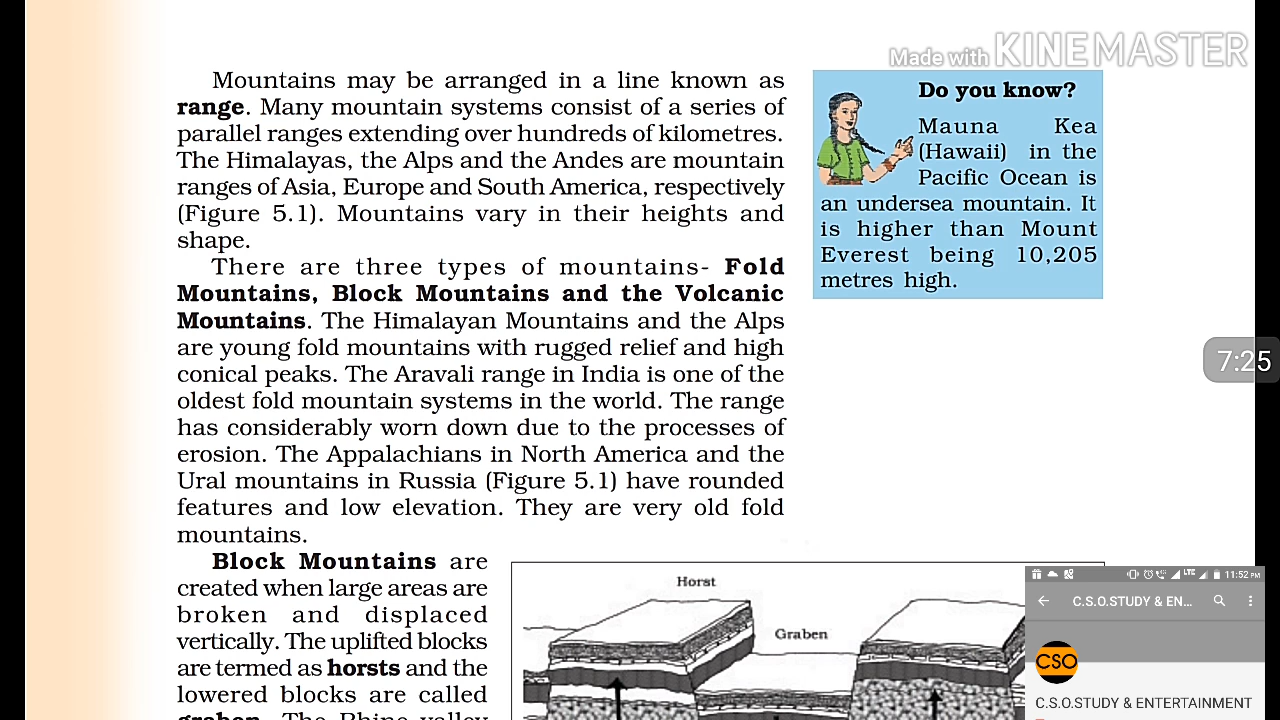 Made with KINEMASTER
Mountains may be arranged in a line known as
range. Many mountain systems consist of a series of
parallel ranges extending over hundreds of kilometres.
The Himalayas, the Alps and the Andes are mountain
ranges of Asia, Europe and South America, respectively
(Figure 5.1). Mountains vary in their heights and
shape.
There are three types of mountains- Fold
Mountains, Block Mountains and the Volcanic
Mountains. The Himalayan Mountains and the Alps
are young fold mountains with rugged relief and high
conical peaks. The Aravali range in India is one of the
oldest fold mountain systems in the world. The range
has considerably worn down due to the processes of
erosion. The Appalachians in North America and the
Ural mountains in Russia (Figure 5.1) have rounded
features and low elevation. They are very old fold
mountains.
Block Mountains are
created when large areas are
broken and displaced
vertically. The uplifted blocks
are termed as horsts and the
lowered blocks are called
graben. The Rhine valley
Do you know?
Mauna Kea
(Hawaii) in the
Pacific Ocean is
an undersea mountain. It
is higher than Mount
Everest being 10,205
metres high.
7:25
Horst
Graben
LTE 11:52 PM
C.S.O.STUDY & EN...
CSO
C.S.O.STUDY & ENTERTAINMENT